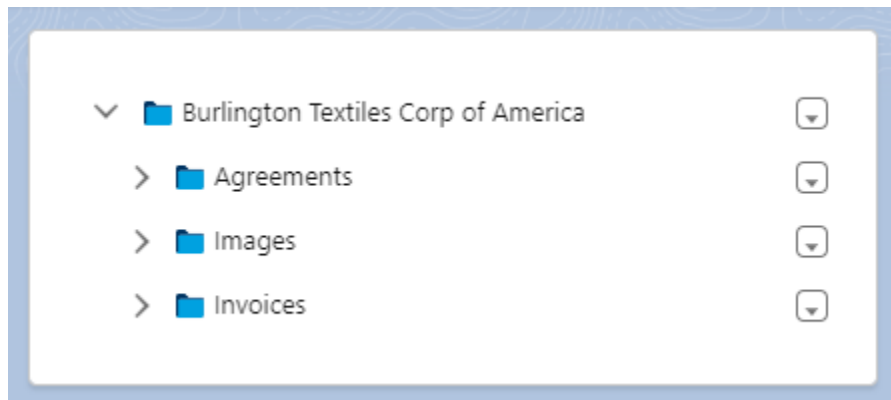 Burlington Textiles Corp of America
Agreements
Images
Invoices